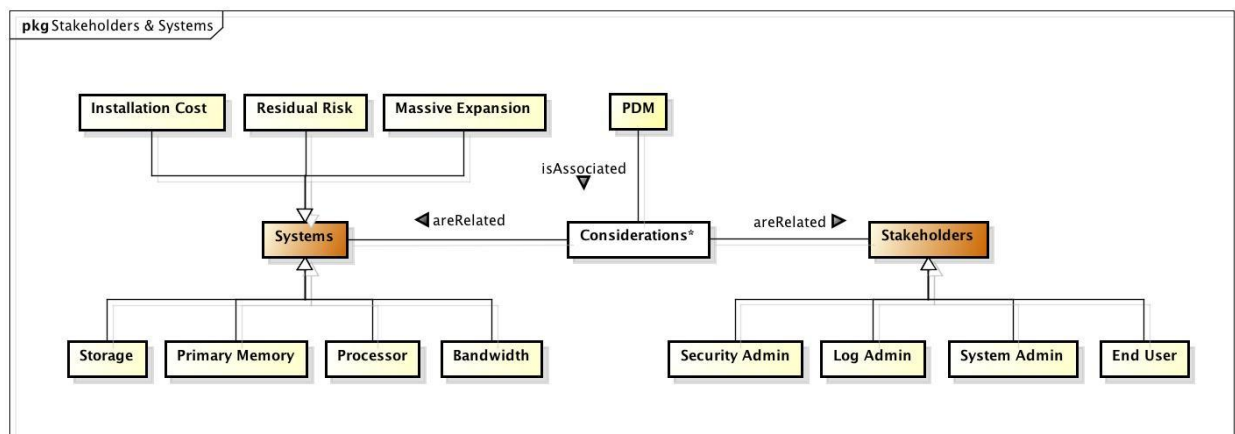 pkg Stakeholders & Systems
Installation Cost
Residual Risk
Massive Expansion
PDM
isAssociated
areRelated
areRelated
Systems
Considerations*
Stakeholders
Storage
Primary Memory
Processor
Bandwidth
Security Admin
Log Admin
System Admin
End User